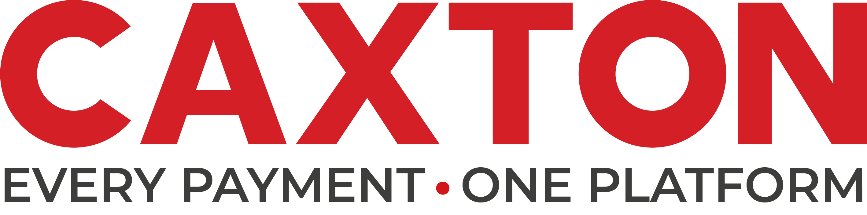 CAXTON
EVERY PAYMENT • ONE PLATFORM